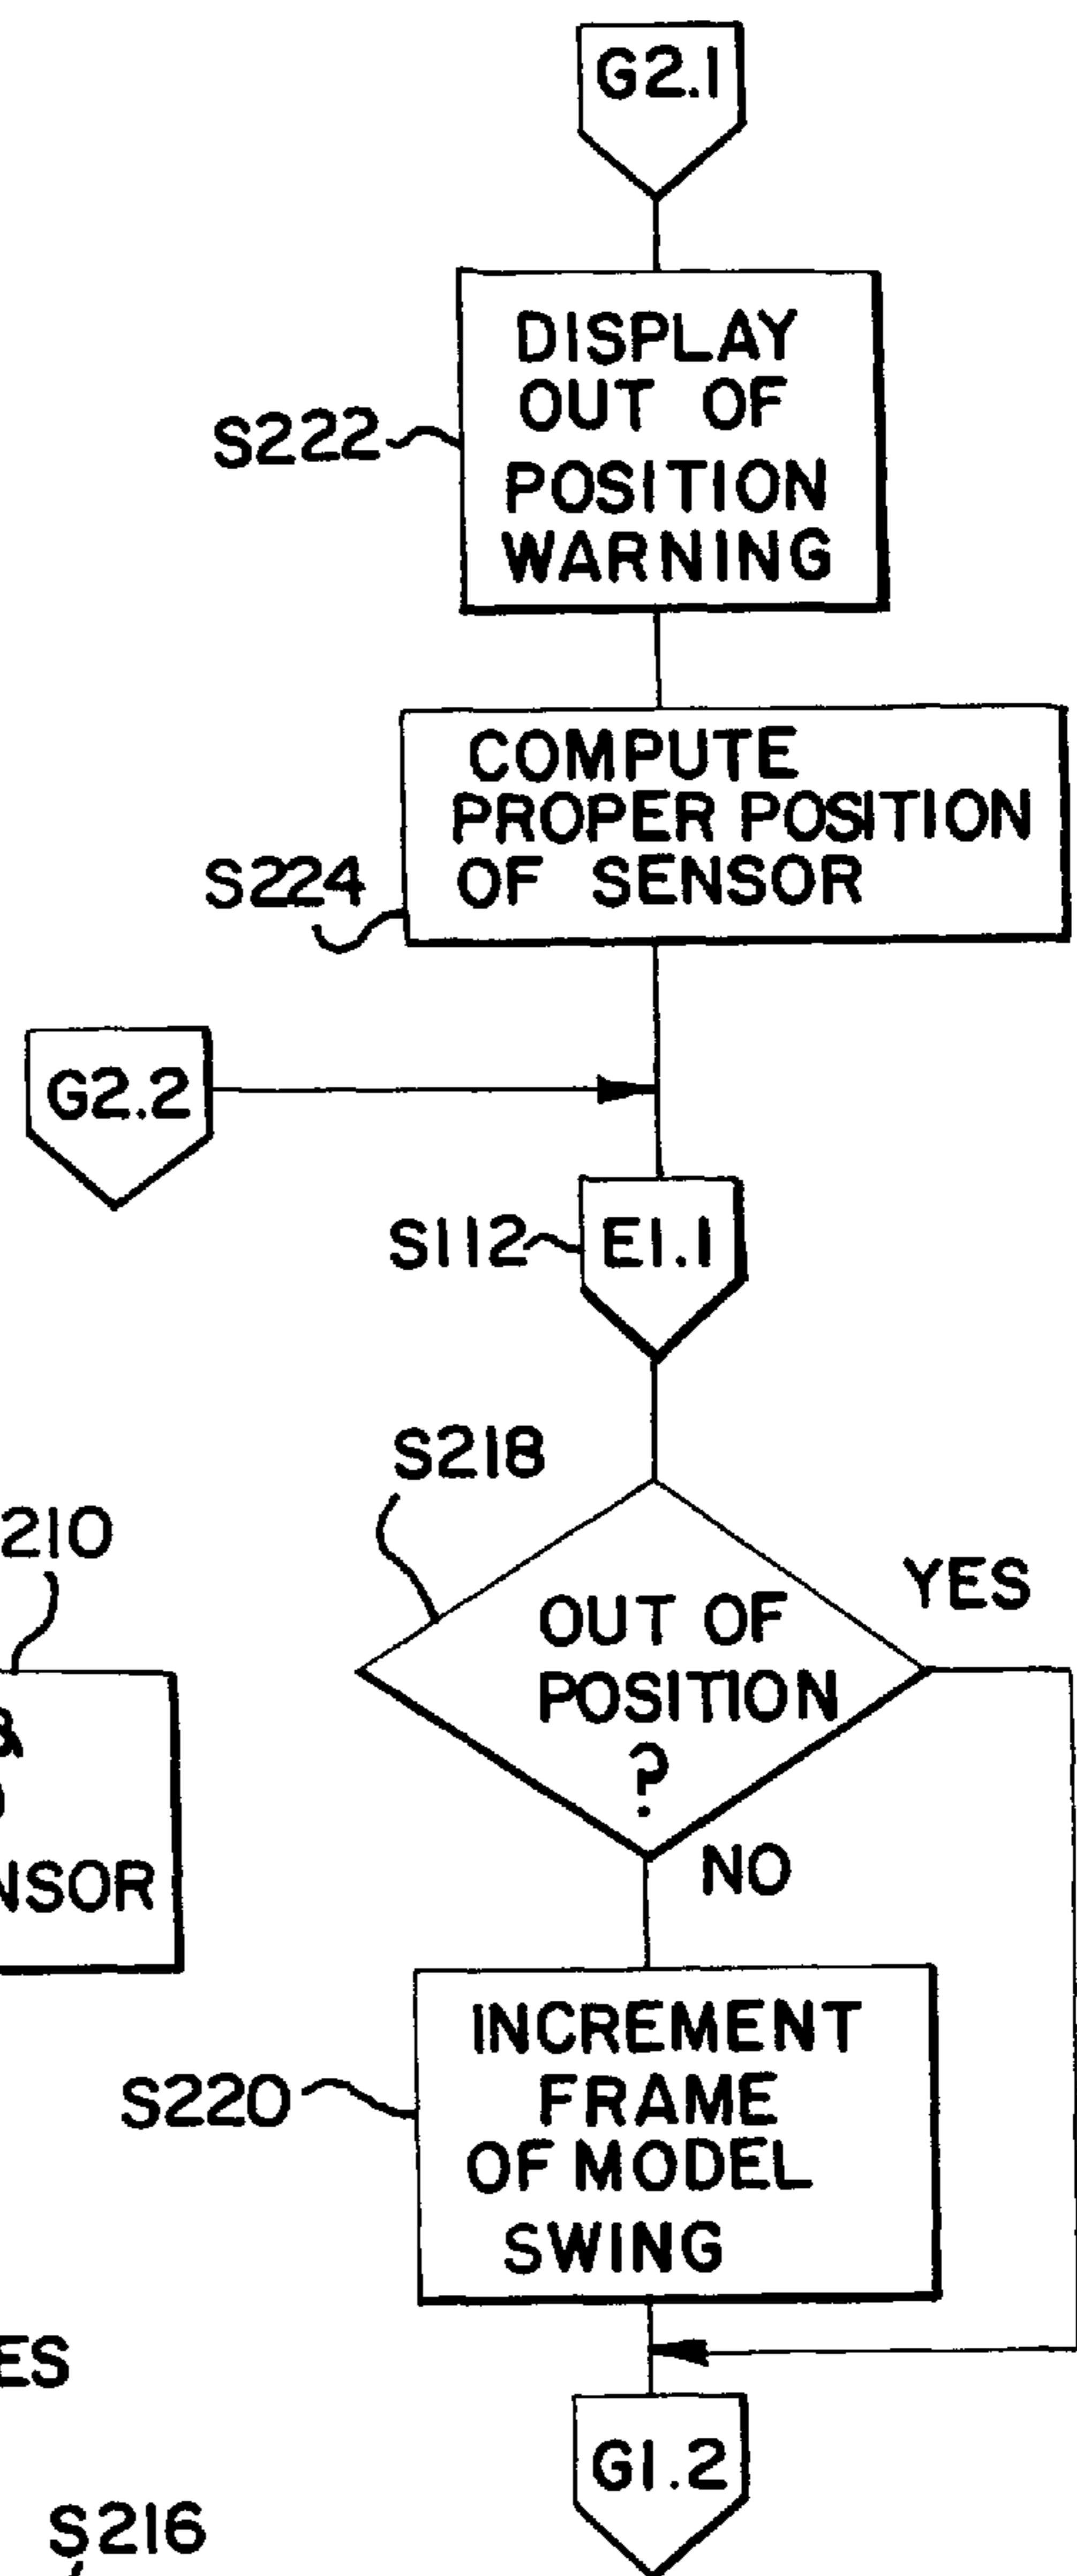 G2.1
DISPLAY
OUT OF
POSITION
WARNING
S222
COMPUTE
PROPER POSITION
OF SENSOR
S224
G2.2
S112
E1.1
S218
OUT OF
POSITION
?
YES
NO
210
&
NSOR
INCREMENT
FRAME
OF MODEL
SWING
S220
ES
G1.2
S216